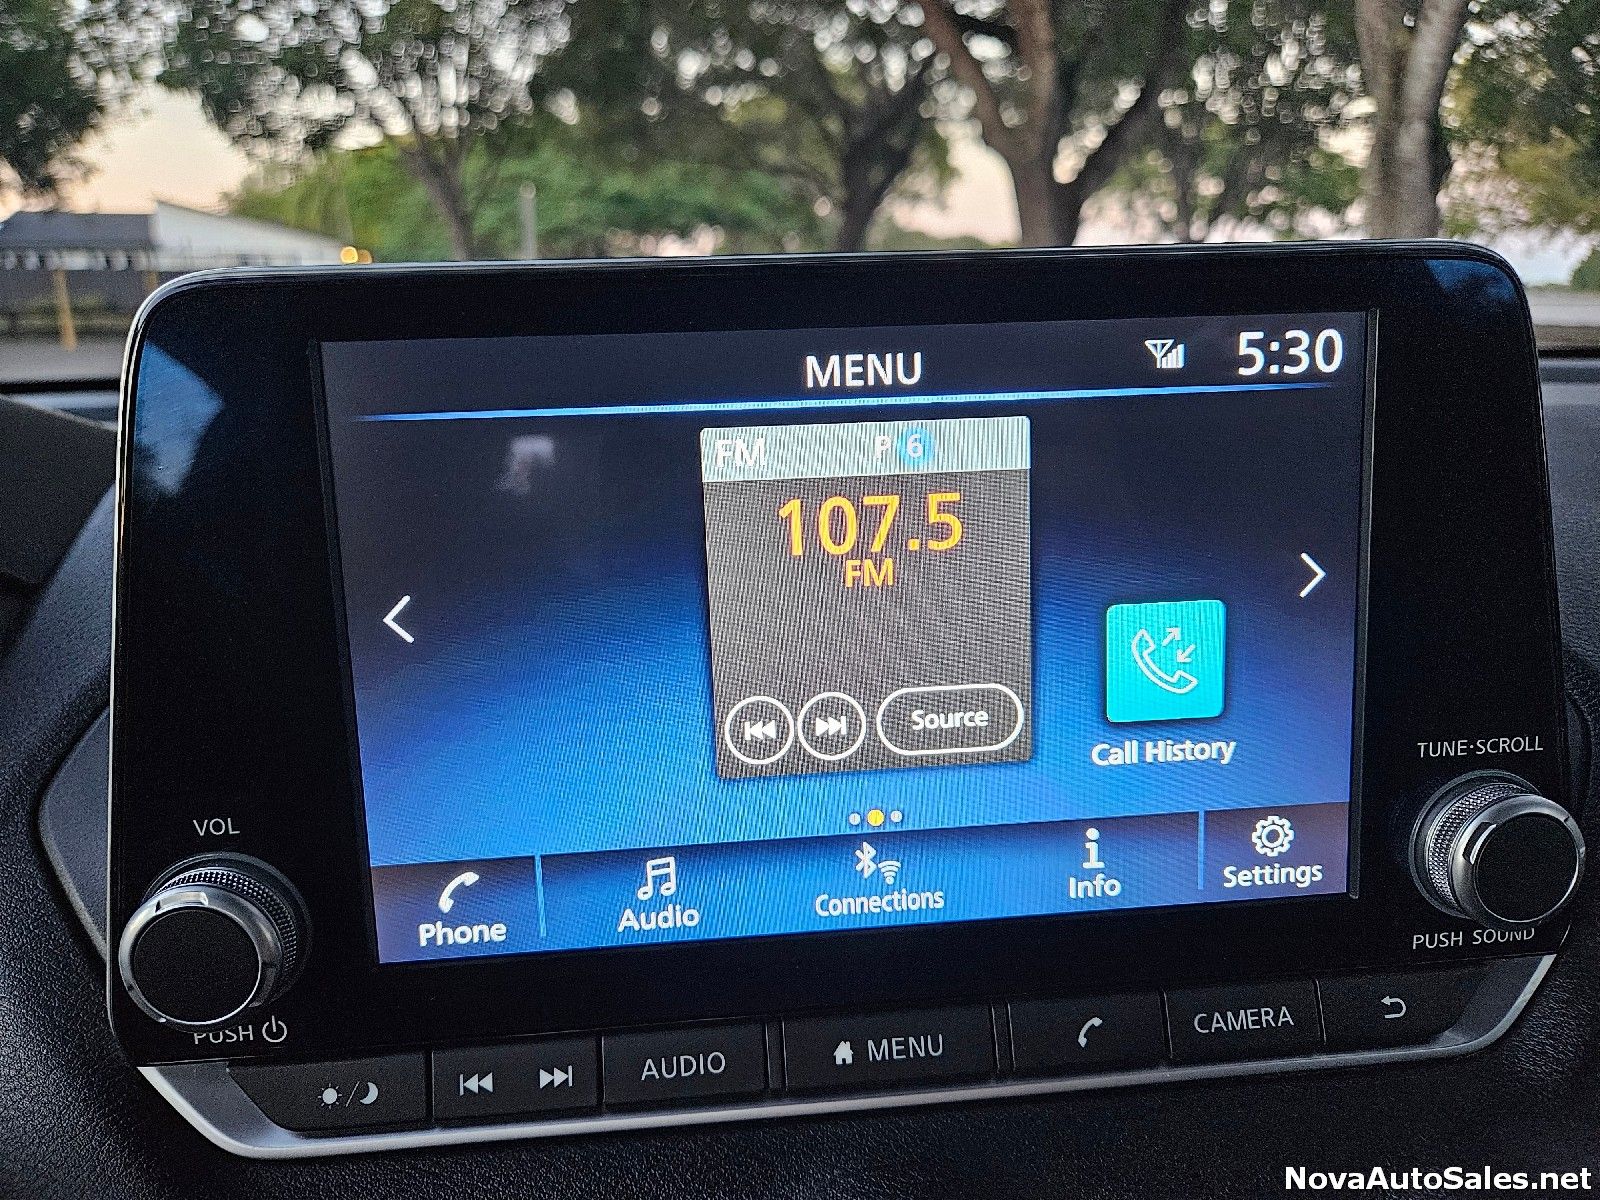 MENU
5:30
FM P 6
107.5
FM
Source
Call History
Phone
Audio
Connections
Info
Settings
VOL
PUSH
TUNE·SCROLL
PUSH SOUND
AUDIO
MENU
CAMERA
NovaAutoSales.net